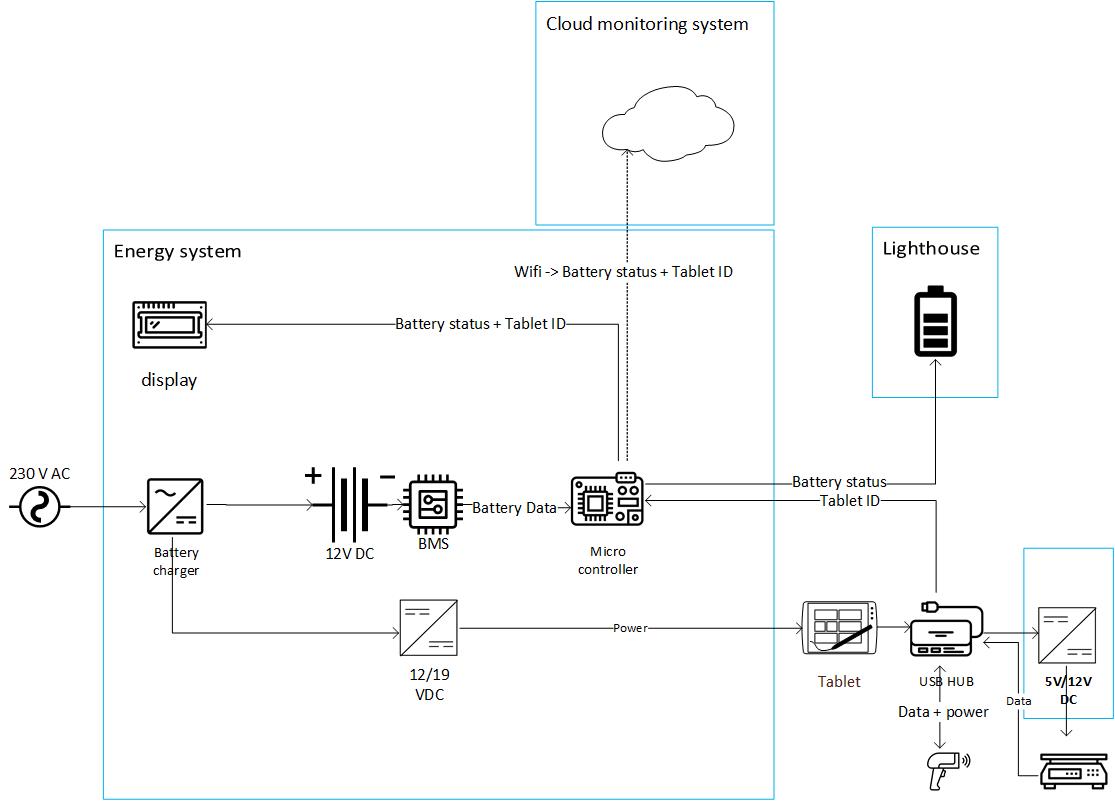 Cloud monitoring system
Energy system
Lighthouse
Wifi -> Battery status + Tablet ID
Battery status + Tablet ID
display
230 V AC
+
–
Battery status
Tablet ID
Battery Data
BMS
12V DC
Battery
charger
Micro
controller
Power
12/19
VDC
Tablet
USB HUB
5V/12V
DC
Data
Data + power